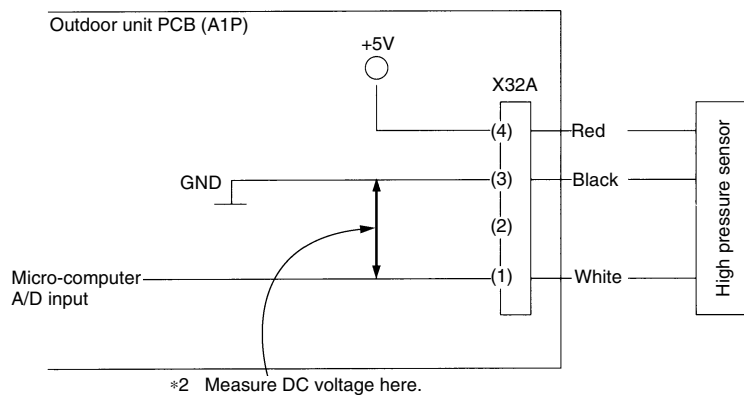 Outdoor unit PCB (A1P)
+5V
X32A
(4) Red
GND
(3) Black
(2)
Micro-computer
A/D input
(1) White
High pressure sensor
*2 Measure DC voltage here.